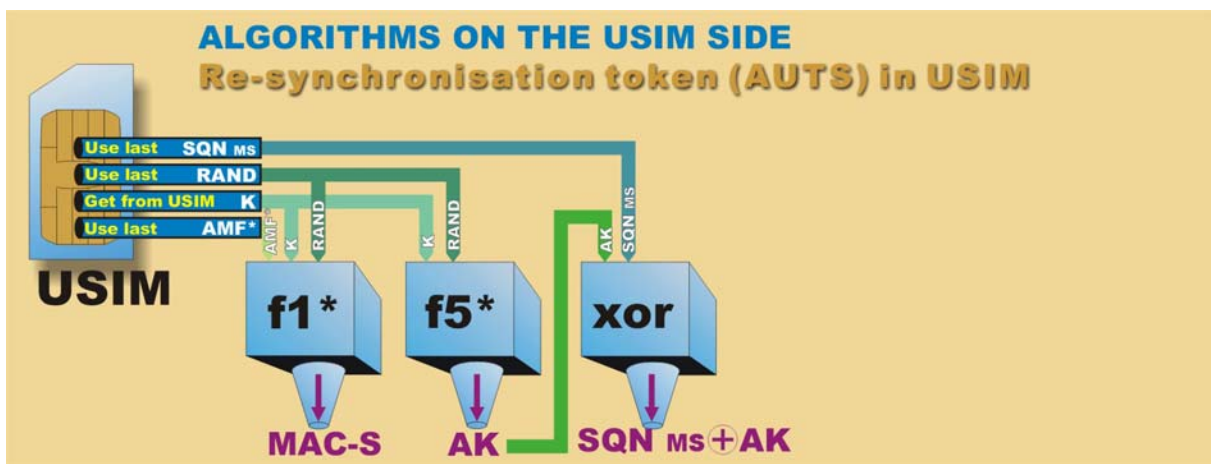 ALGORITHMS ON THE USIM SIDE
Re-synchronisation token (AUTS) in USIM
Use last SQN MS
Use last RAND
Get from USIM K
Use last AMF*
USIM
AMF*
K
RAND
K
RAND
AK
SQN MS
f1*
f5*
xor
MAC-S
AK
SQN MS⊕AK